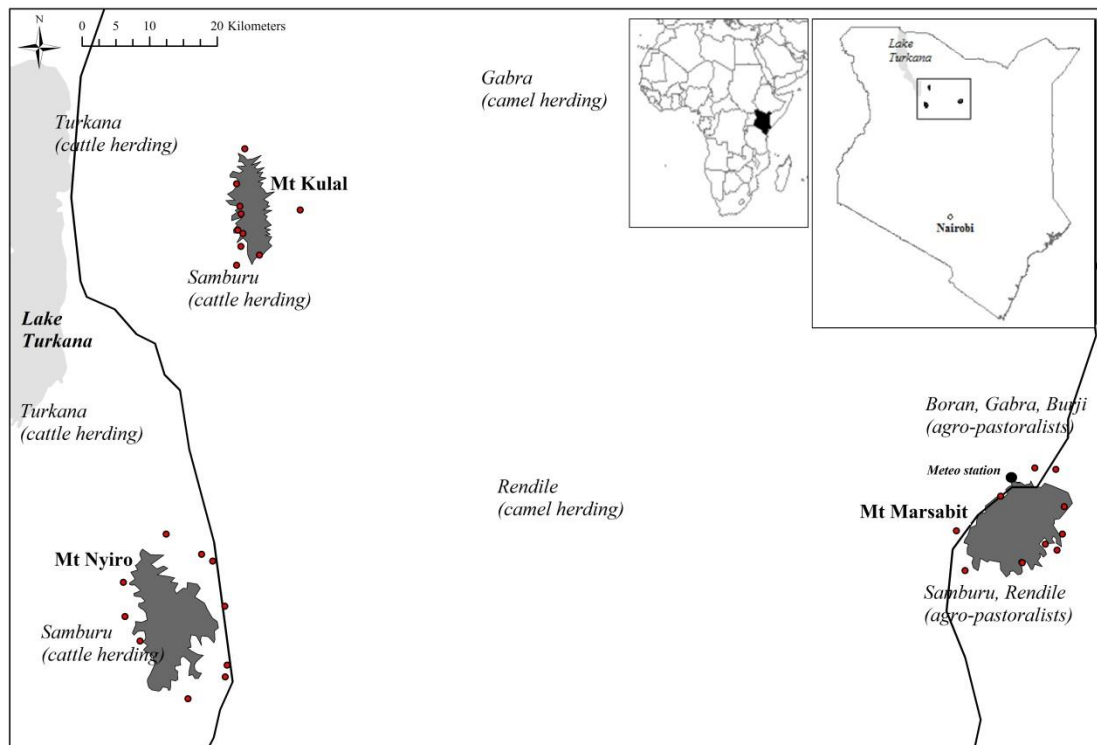 N
0 10 20 Kilometers
Turkana
(cattle herding)
Gabra
(camel herding)
Lake
Turkana
Nairobi
Mt Kulal
Samburu
(cattle herding)
Lake
Turkana
Turkana
(cattle herding)
Boran, Gabra, Burji
(agro-pastoralists)
Meteo station
Rendile
(camel herding)
Mt Marsabit
Mt Nyiro
Samburu
(cattle herding)
Samburu, Rendile
(agro-pastoralists)